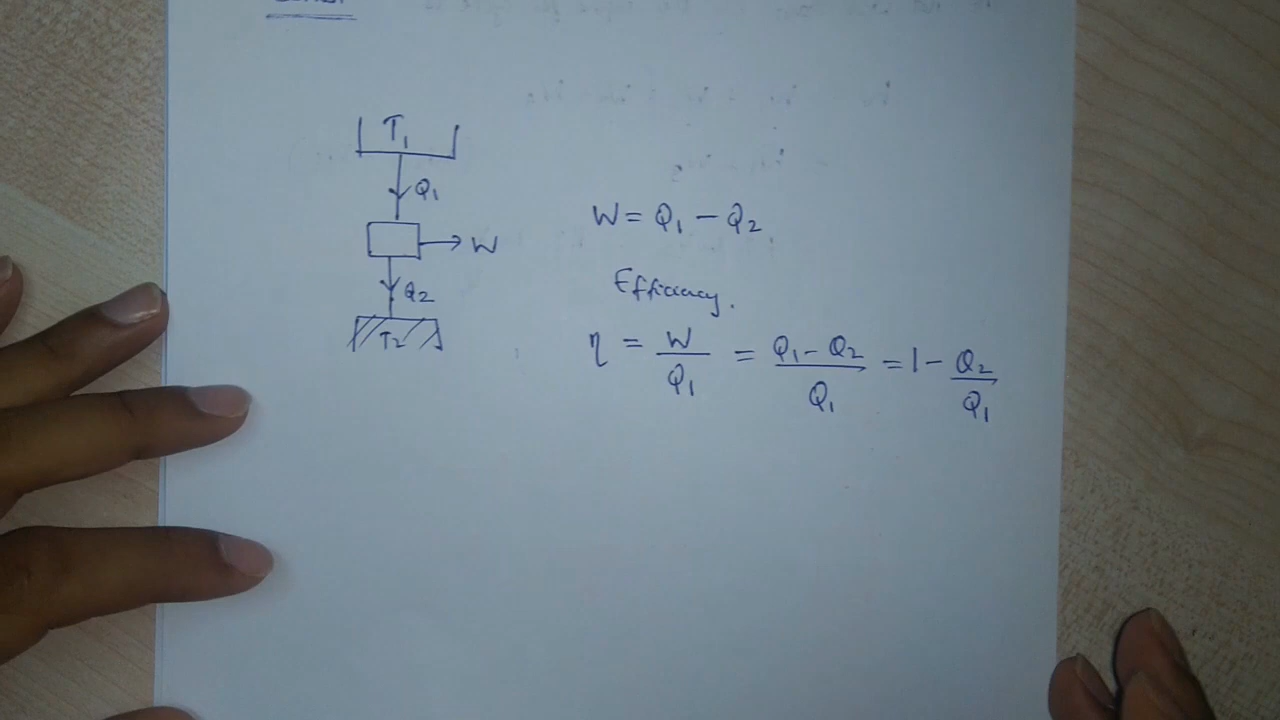 T₁
Q₁
W
Q₂
T₂
W = Q₁ − Q₂
Efficiency.
η = W/Q₁ = (Q₁ − Q₂)/Q₁ = 1 − Q₂/Q₁